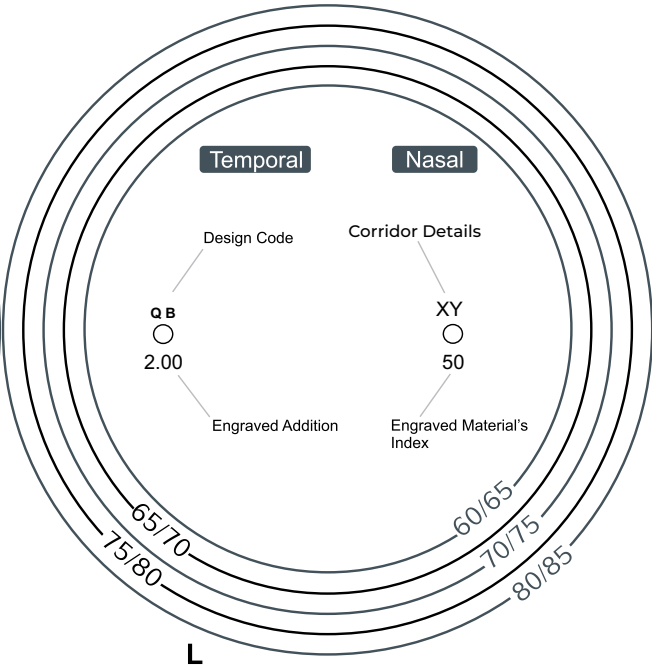 Temporal
Nasal
Design Code
Corridor Details
Q B
XY
2.00
50
Engraved Addition
Engraved Material’s
Index
60/65
65/70
70/75
75/80
80/85
L